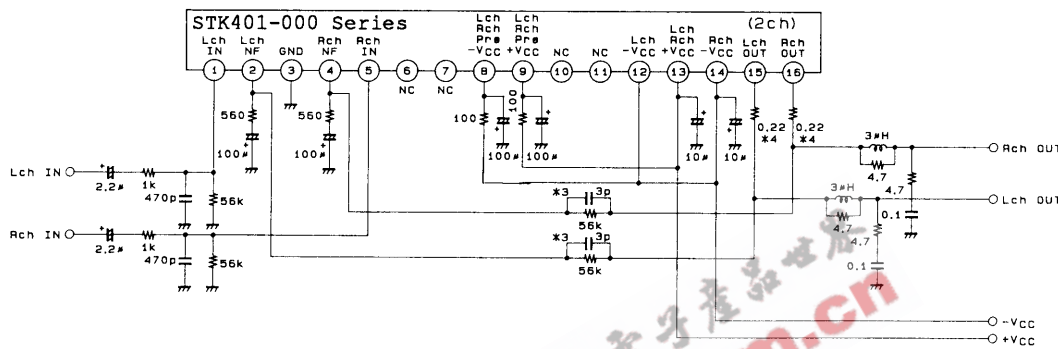 STK401-000 Series (2ch)
Lch IN
Lch NF
GND
Rch NF
Rch IN
Lch Rch Pre -VCC
Lch Rch Pre +VCC
NC
NC
Lch -VCC
Lch Rch +VCC
Rch -VCC
Lch OUT
Rch OUT
1 2 3 4 5 6 7 8 9 10 11 12 13 14 15 16
NC NC
560
100μ
560
100μ
100
100μ
100
100μ
10μ
10μ
0.22
*4
0.22
*4
3μH
4.7
Rch OUT
4.7
0.1
3μH
4.7
Lch OUT
4.7
0.1
Lch IN
2.2μ
1k
470p
56k
Rch IN
2.2μ
1k
470p
56k
*3
3p
56k
*3
3p
56k
-VCC
+VCC
子產品世界
m.cn